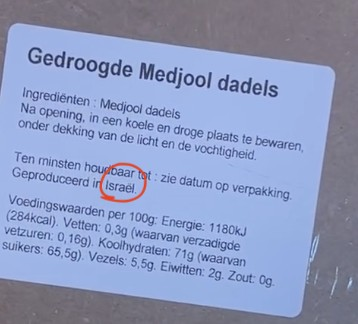 Gedroogde Medjool dadels
Ingrediënten : Medjool dadels
Na opening, in een koele en droge plaats te bewaren,
onder dekking van de licht en de vochtigheid.
Ten minsten houdbaar tot : zie datum op verpakking.
Geproduceerd in Israël.
Voedingswaarden per 100g: Energie: 1180kJ
(284kcal). Vetten: 0,3g (waarvan verzadigde
vetzuren: 0,16g). Koolhydraten: 71g (waarvan
suikers: 65,5g). Vezels: 5,5g. Eiwitten: 2g. Zout: 0g.